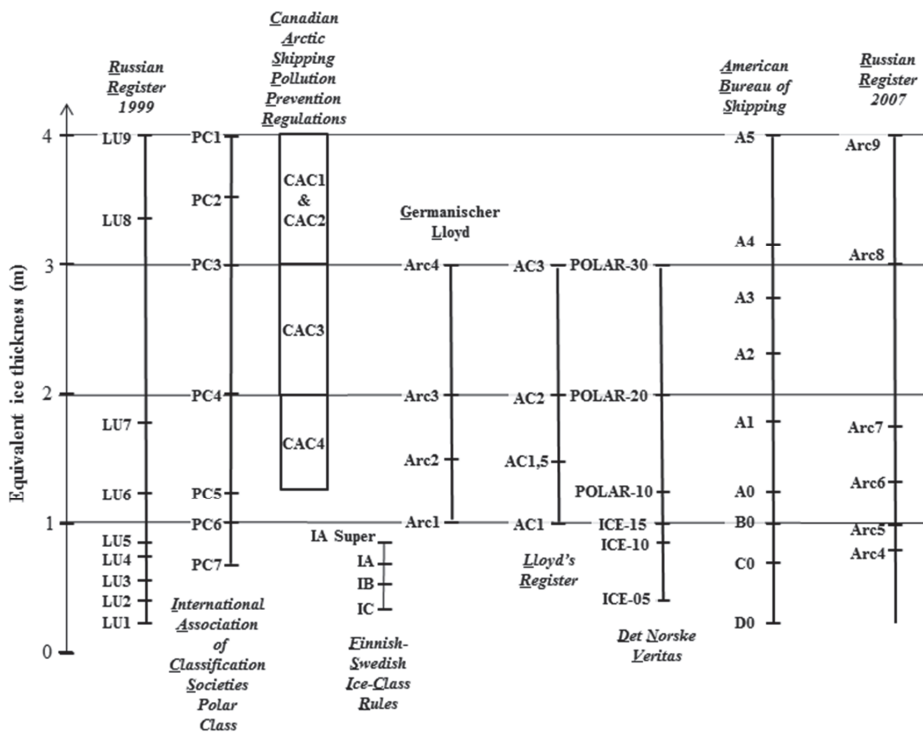 Canadian
Arctic
Shipping
Pollution
Prevention
Regulations
Russian
Register
1999
American
Bureau of
Shipping
Russian
Register
2007
Equivalent ice thickness (m)
4
3
2
1
0
LU9
LU8
LU7
LU6
LU5
LU4
LU3
LU2
LU1
PC1
PC2
PC3
PC4
PC5
PC6
PC7
International
Association
of
Classification
Societies
Polar
Class
CAC1
&
CAC2
CAC3
CAC4
IA Super
IA
IB
IC
Finnish-
Swedish
Ice-Class
Rules
Germanischer
Lloyd
Arc4
Arc3
Arc2
Arc1
AC3
AC2
AC1,5
AC1
Lloyd's
Register
POLAR-30
POLAR-20
POLAR-10
ICE-15
ICE-10
ICE-05
Det Norske
Veritas
A5
A4
A3
A2
A1
A0
B0
C0
D0
Arc9
Arc8
Arc7
Arc6
Arc5
Arc4